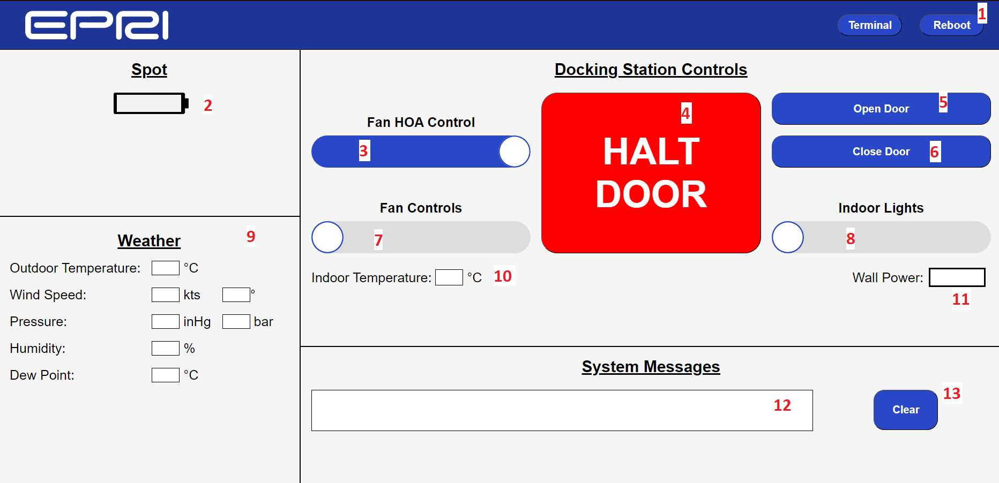 EPRI
Terminal
Reboot
1
Spot
2
Docking Station Controls
Fan HOA Control
3
4
HALT
DOOR
Open Door
5
Close Door
6
Fan Controls
7
Indoor Lights
8
Indoor Temperature: °C
10
Wall Power:
11
Weather
9
Outdoor Temperature: °C
Wind Speed: kts °
Pressure: inHg bar
Humidity: %
Dew Point: °C
System Messages
12
Clear
13